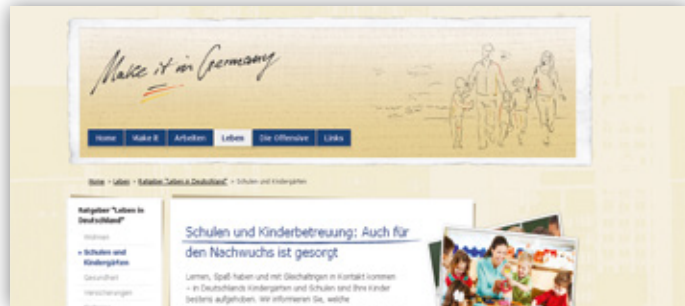 Make it in Germany
Home Make it Arbeiten Leben Die Offensive Links
Home > Leben > Ratgeber "Leben in Deutschland" > Schulen und Kindergärten
Ratgeber "Leben in
Deutschland"
Wohnen
» Schulen und
Kindergärten
Gesundheit
Versicherungen
Schulen und Kinderbetreuung: Auch für
den Nachwuchs ist gesorgt
Lernen, Spaß haben und mit Gleichaltrigen in Kontakt kommen
– in Deutschlands Kindergärten und Schulen sind Ihre Kinder
bestens aufgehoben. Wir informieren Sie, welche